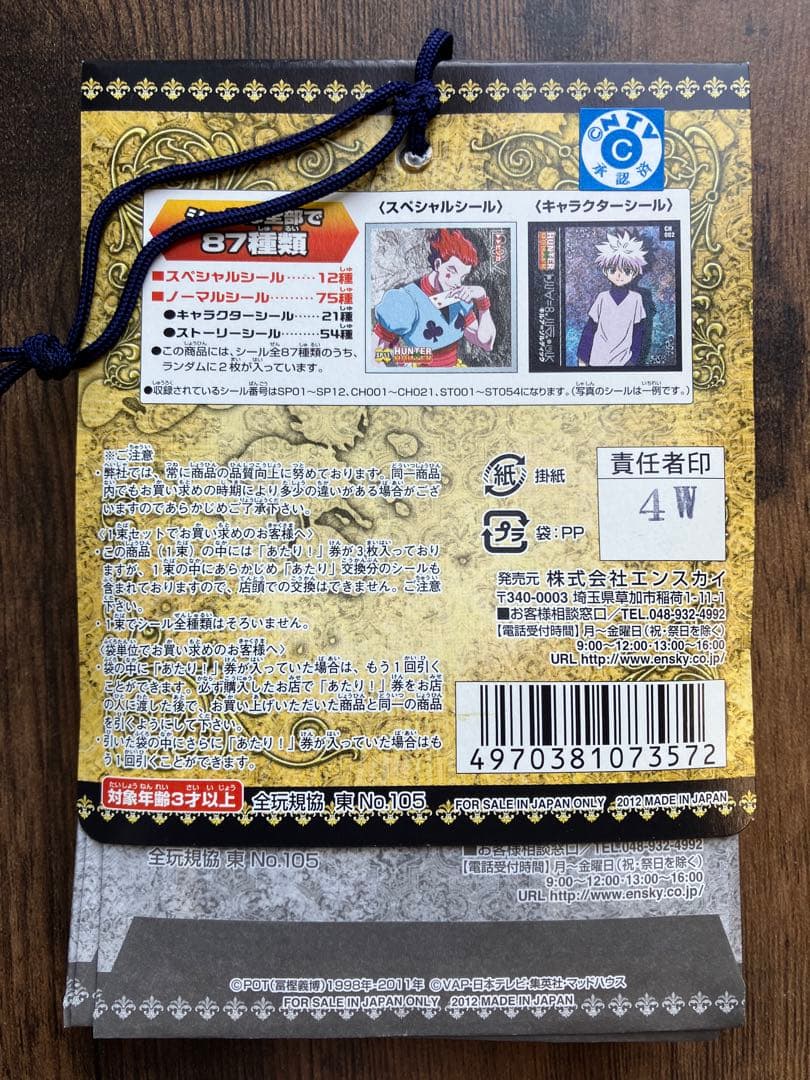 ©NTV
C
承認済
で
87種類
しゅ るい
〈スペシャルシール〉
〈キャラクターシール〉
■スペシャルシール……12種
■ノーマルシール………75種
●キャラクターシール…21種
●ストーリーシール……54種
●この商品には、シール全87種類のうち、
ランダムに2枚が入っています。
●収録されているシール番号はSP01〜SP12、CH001〜CH021、ST001〜ST054になります。(写真のシールは一例です。)
HUNTER
SP11
HUNTER
CH
002
※ご注意
・弊社では、常に商品の品質向上に努めております。同一商品
内でもお買い求めの時期により多少の違いがある場合がござ
いますのであらかじめご了承下さい。
〈1束セットでお買い求めのお客様へ〉
・この商品(1束)の中には「あたり!」券が3枚入っており
ますが、1束の中にあらかじめ「あたり」交換分のシールも
含まれておりますので、店頭での交換はできません。ご注意
下さい。
・1束でシール全種類はそろいません。
〈袋単位でお買い求めのお客様へ〉
・袋の中に「あたり!」券が入っていた場合は、もう1回引く
ことができます。必ず購入したお店で「あたり!」券をお店
の人に渡した後で、お買い上げいただいた商品と同一の商品
を引くようにして下さい。
・引いた袋の中にさらに「あたり!」券が入っていた場合はも
う1回引くことができます。
紙 掛紙
プラ 袋:PP
責任者印
4W
発売元 株式会社エンスカイ
〒340-0003 埼玉県草加市稲荷1-11-1
■お客様相談窓口/TEL.048-932-4992
【電話受付時間】月〜金曜日(祝・祭日を除く)
9:00〜12:00・13:00〜16:00
URL http://www.ensky.co.jp/
4970381073572
たいしょう ねん れい さい い じょう
対象年齢3才以上
全玩規協 東 No.105
FOR SALE IN JAPAN ONLY 2012 MADE IN JAPAN
全玩規協 東 No.105
■お客様相談窓口/TEL.048-932-4992
【電話受付時間】月〜金曜日(祝・祭日を除く)
9:00〜12:00・13:00〜16:00
URL http://www.ensky.co.jp/
©POT(冨樫義博)1998年-2011年 ©VAP・日本テレビ・集英社・マッドハウス
FOR SALE IN JAPAN ONLY 2012 MADE IN JAPAN